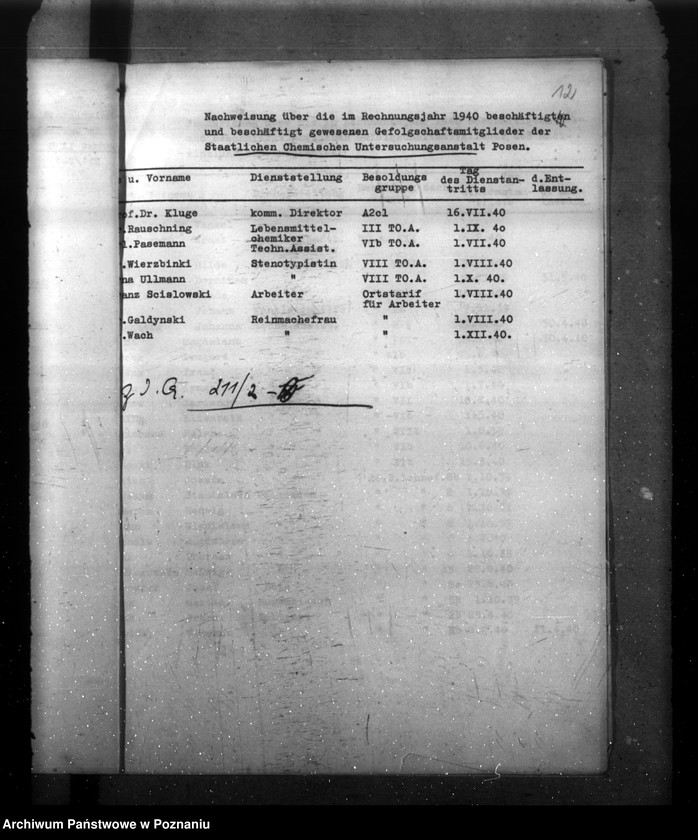 12
Nachweisung über die im Rechnungsjahr 1940 beschäftigten
und beschäftigt gewesenen Gefolgschaftsmitglieder der
Staatlichen Chemischen Untersuchungsanstalt Posen.
u. Vorname Dienststellung Besoldungs gruppe Tag des Dienstan- tritts d.Ent- lassung.
of.Dr. Kluge komm. Direktor A2c1 16.VII.40
.Rauschning Lebensmittel- chemiker III TO.A. 1.IX. 4o
l.Pasemann Techn.Assist. VIb TO.A. 1.VII.40
.Wierzbinki Stenotypistin VIII TO.A. 1.VIII.40
na Ullmann " VIII TO.A. 1.X. 40.
anz Scislowski Arbeiter Ortstarif für Arbeiter 1.VIII.40
.Galdynski Reinmachefrau " 1.VIII.40
.Wach " " 1.XII.40.
211/2
Archiwum Państwowe w Poznaniu